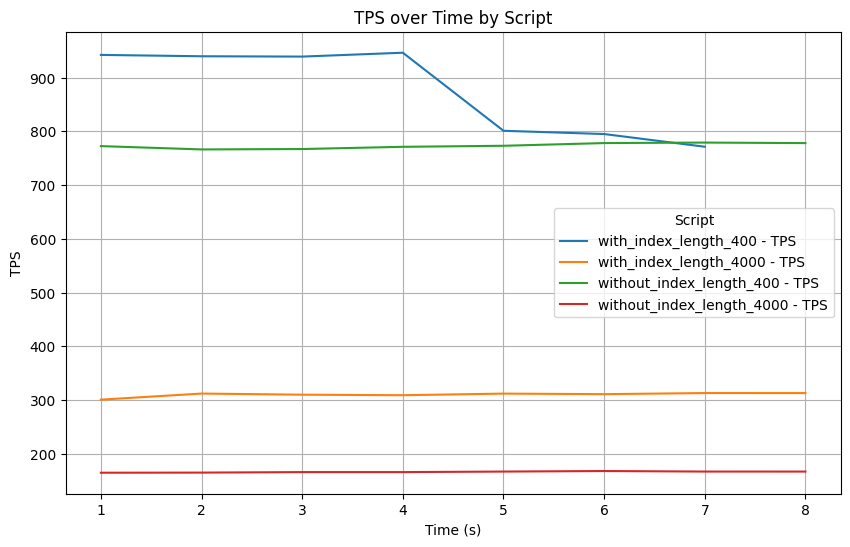 TPS over Time by Script
TPS
900
800
700
600
500
400
300
200
Script
with_index_length_400 - TPS
with_index_length_4000 - TPS
without_index_length_400 - TPS
without_index_length_4000 - TPS
1 2 3 4 5 6 7 8
Time (s)